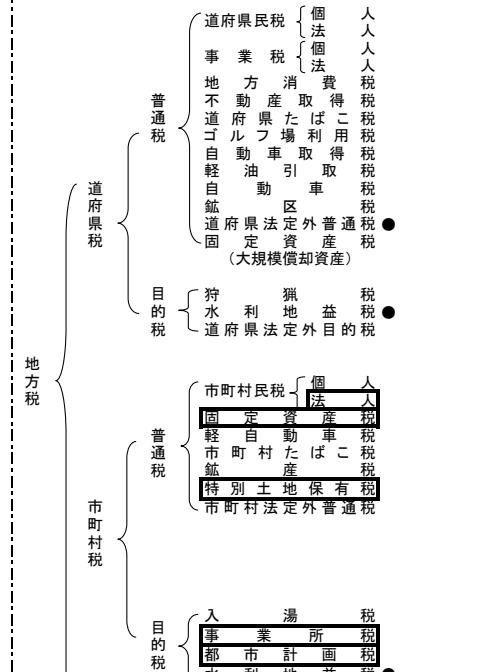 地方税
道府県税
普通税
道府県民税
個人
法人
事業税
個人
法人
地方消費税
不動産取得税
道府県たばこ税
ゴルフ場利用税
自動車取得税
軽油引取税
自動車税
鉱区税
道府県法定外普通税●
固定資産税
（大規模償却資産）
目的税
狩猟税
水利地益税●
道府県法定外目的税
市町村税
普通税
市町村民税
個人
法人
固定資産税
軽自動車税
市町村たばこ税
鉱産税
特別土地保有税
市町村法定外普通税
目的税
入湯税
事業所税
都市計画税
水利地益税●